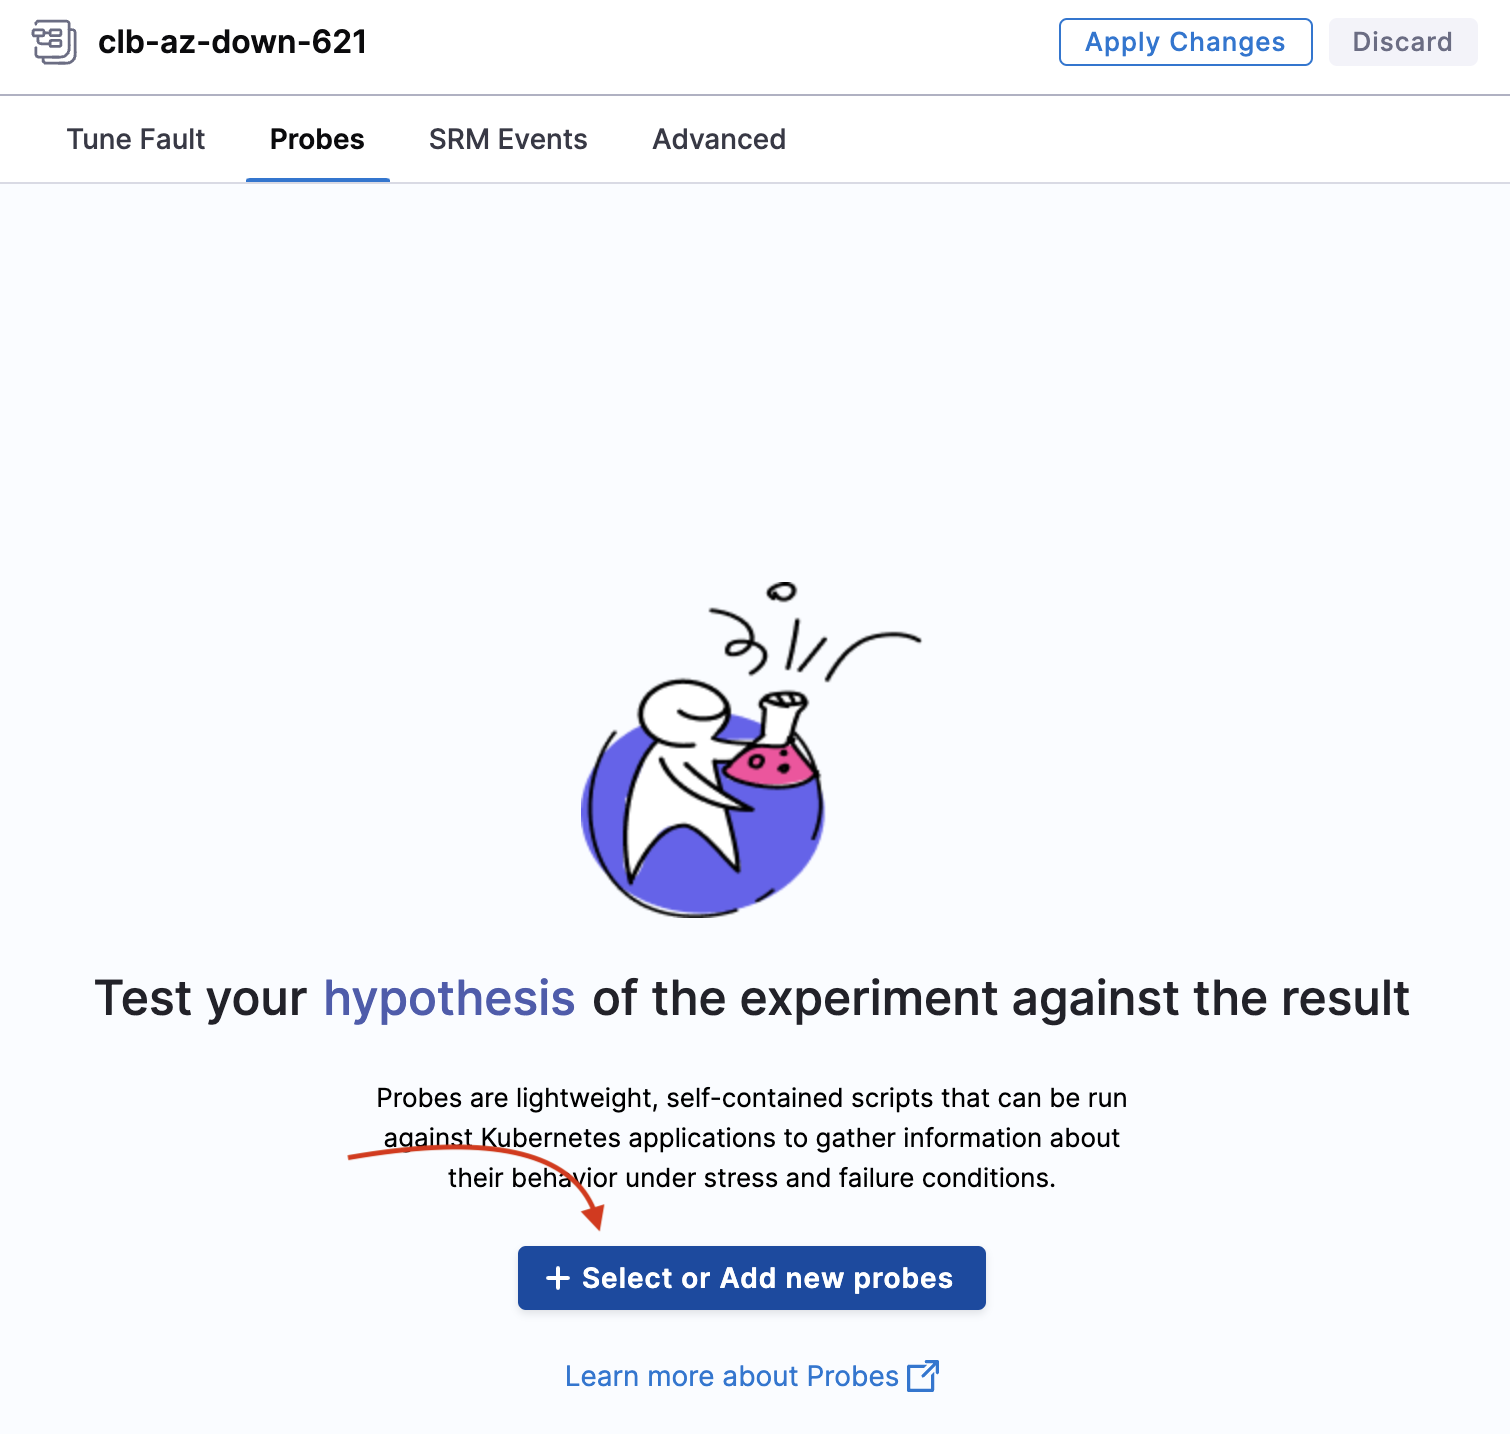 clb-az-down-621
Apply Changes
Discard
Tune Fault
Probes
SRM Events
Advanced
Test your hypothesis of the experiment against the result
Probes are lightweight, self-contained scripts that can be run
against Kubernetes applications to gather information about
their behavior under stress and failure conditions.
+ Select or Add new probes
Learn more about Probes